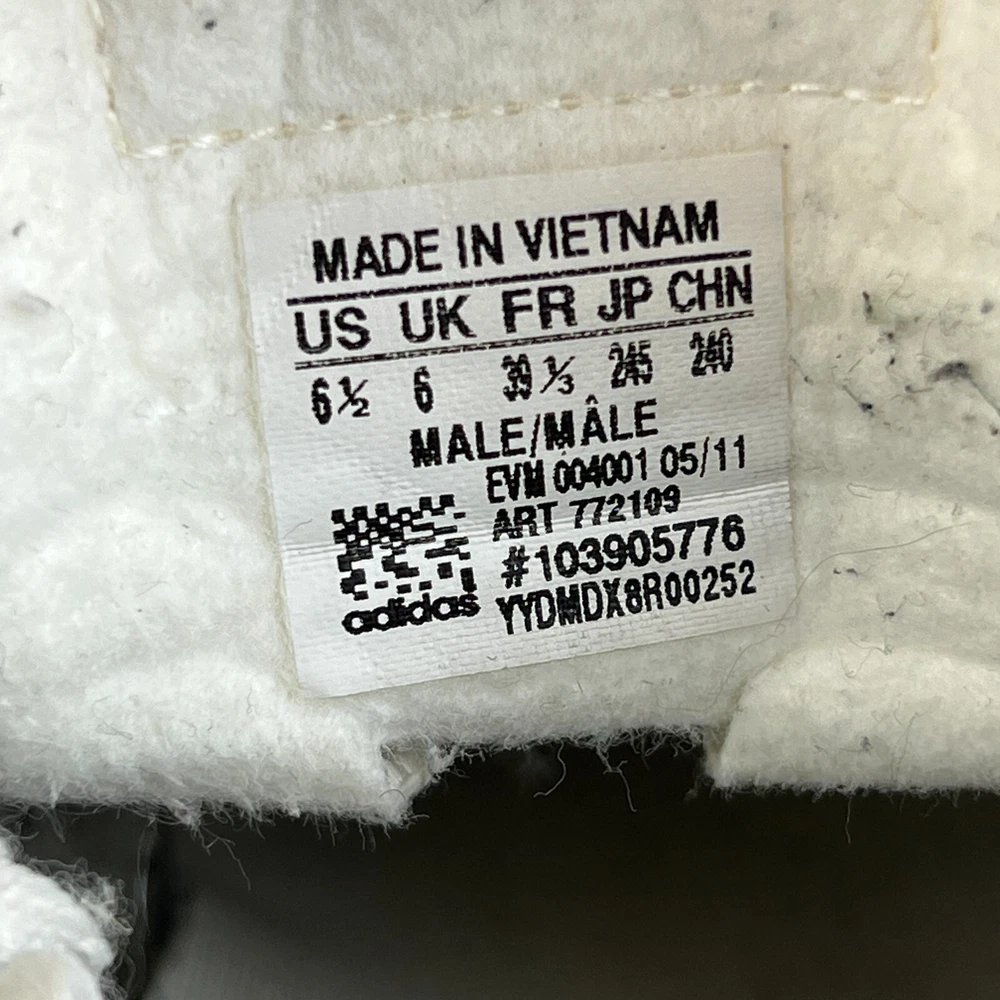 MADE IN VIETNAM
US UK FR JP CHN
6½ 6 39⅓ 245 240
MALE/MÂLE
EVM 004001 05/11
ART 772109
#103905776
adidas YYDMDX8R00252